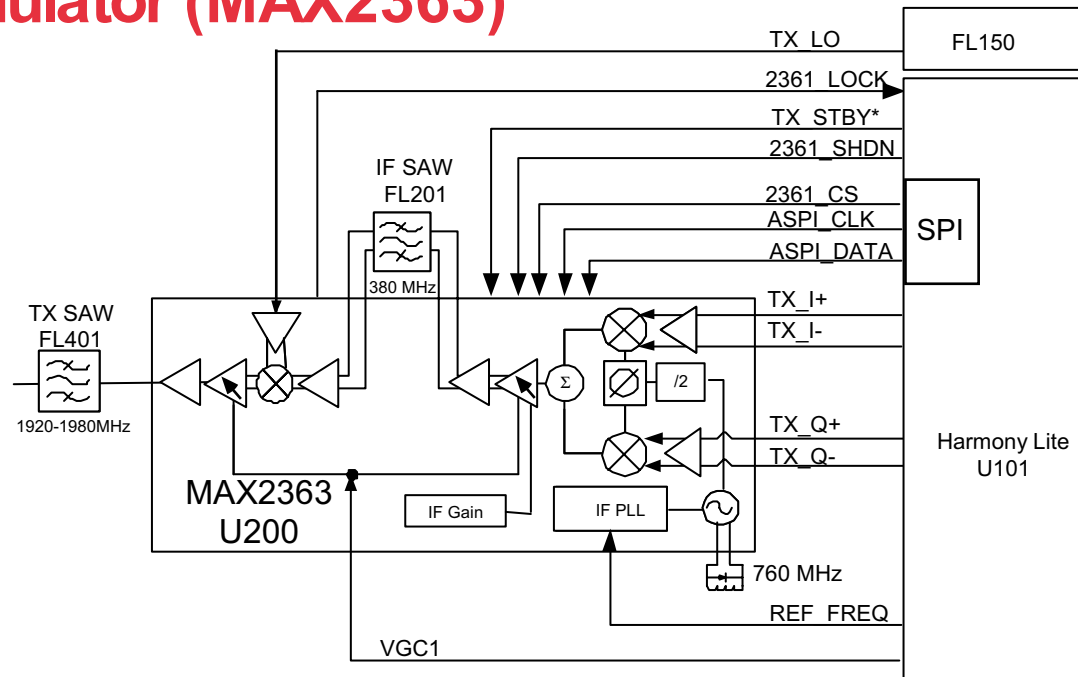 ulator (MAX2363)
TX_LO
FL150
2361_LOCK
TX_STBY*
2361_SHDN
IF SAW
FL201
2361_CS
SPI
ASPI_CLK
ASPI_DATA
380 MHz
TX_I+
TX_I-
TX SAW
FL401
Σ
/2
1920-1980MHz
TX_Q+
TX_Q-
Harmony Lite
U101
MAX2363
U200
IF Gain
IF PLL
760 MHz
REF_FREQ
VGC1